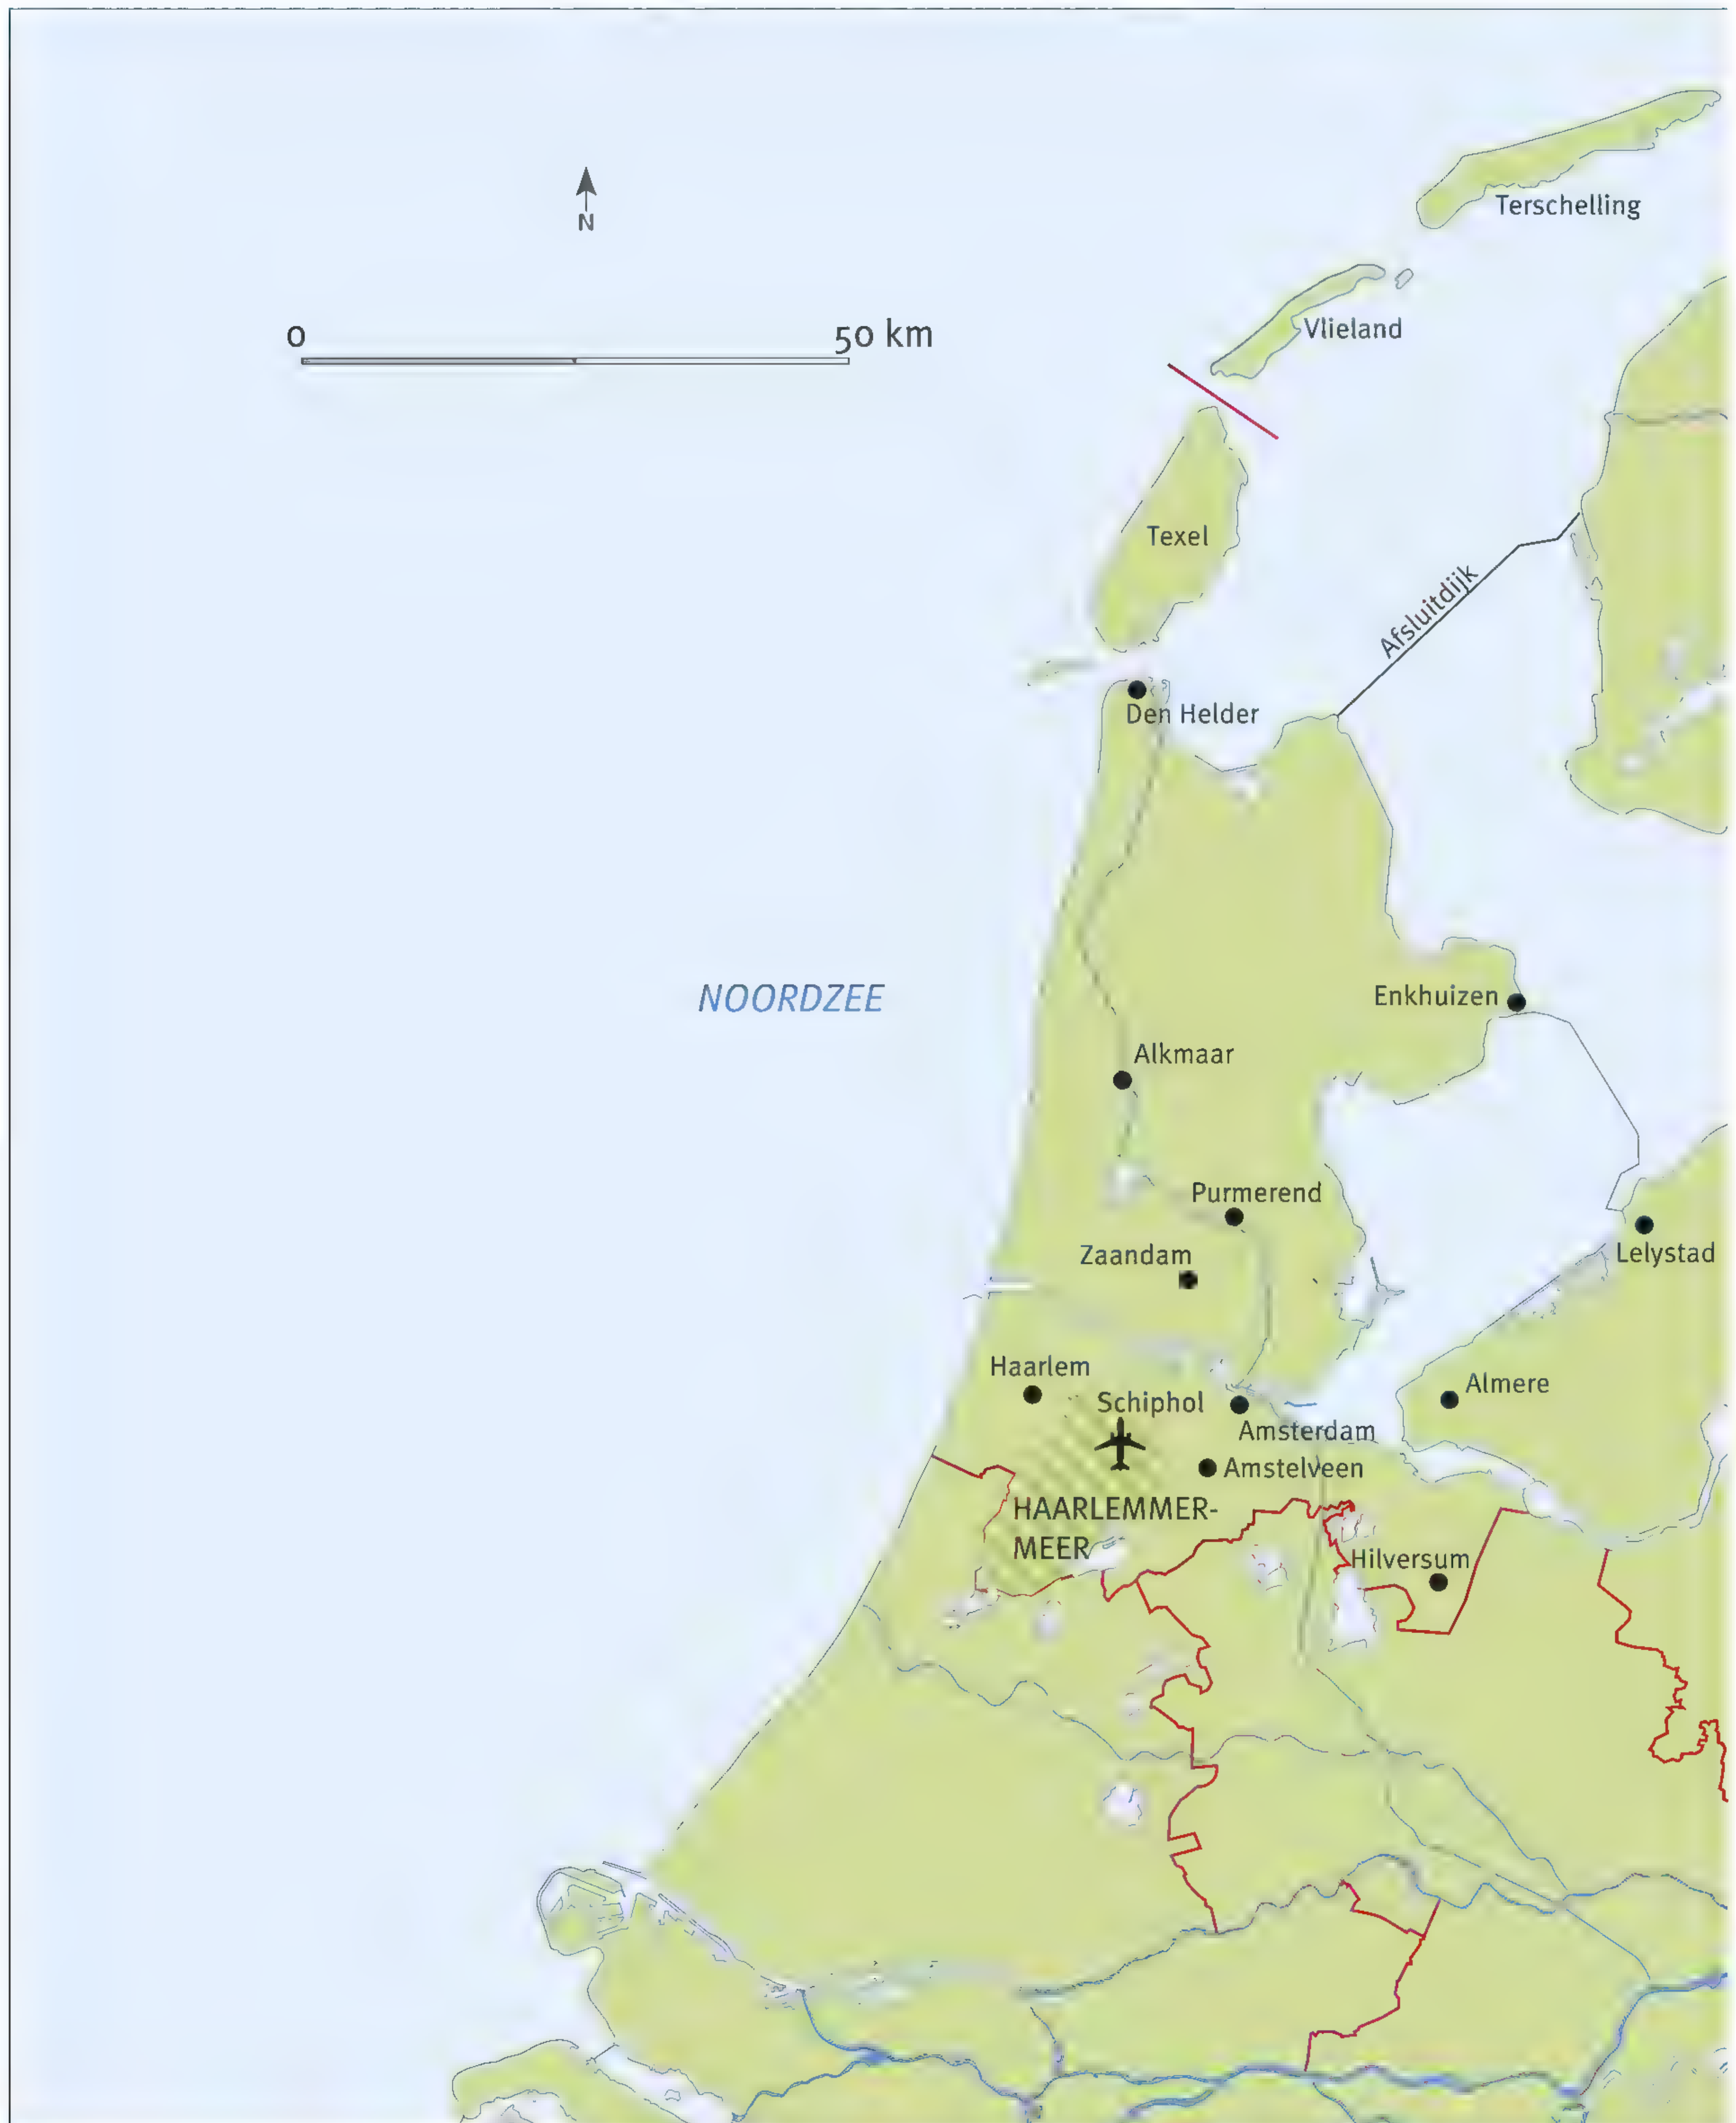 Terschelling
N
0 50 km
Vlieland
Texel
Afsluitdijk
Den Helder
NOORDZEE
Enkhuizen
Alkmaar
Purmerend
Zaandam
Lelystad
Haarlem
Schiphol
Almere
Amsterdam
Amstelveen
HAARLEMMER-
MEER
Hilversum